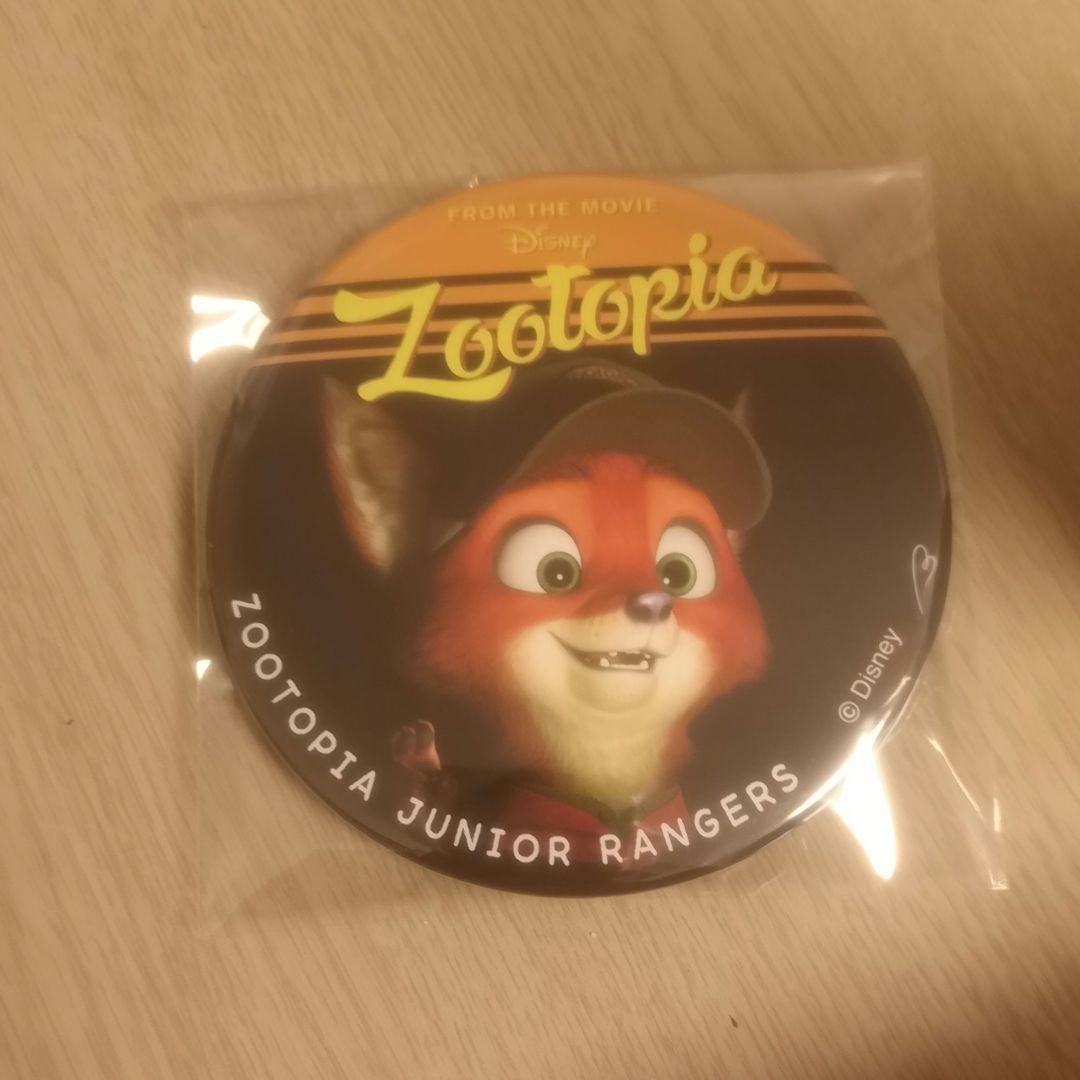 FROM THE MOVIE
Disney
Zootopia
ZOOTOPIA JUNIOR RANGERS
© Disney